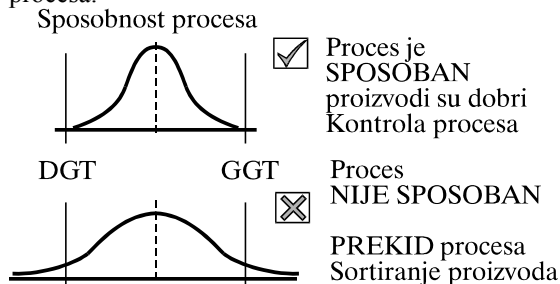 procesa.
Sposobnost procesa
Proces je
SPOSOBAN
proizvodi su dobri
Kontrola procesa
DGT
GGT
Proces
NIJE SPOSOBAN
PREKID procesa
Sortiranje proizvoda